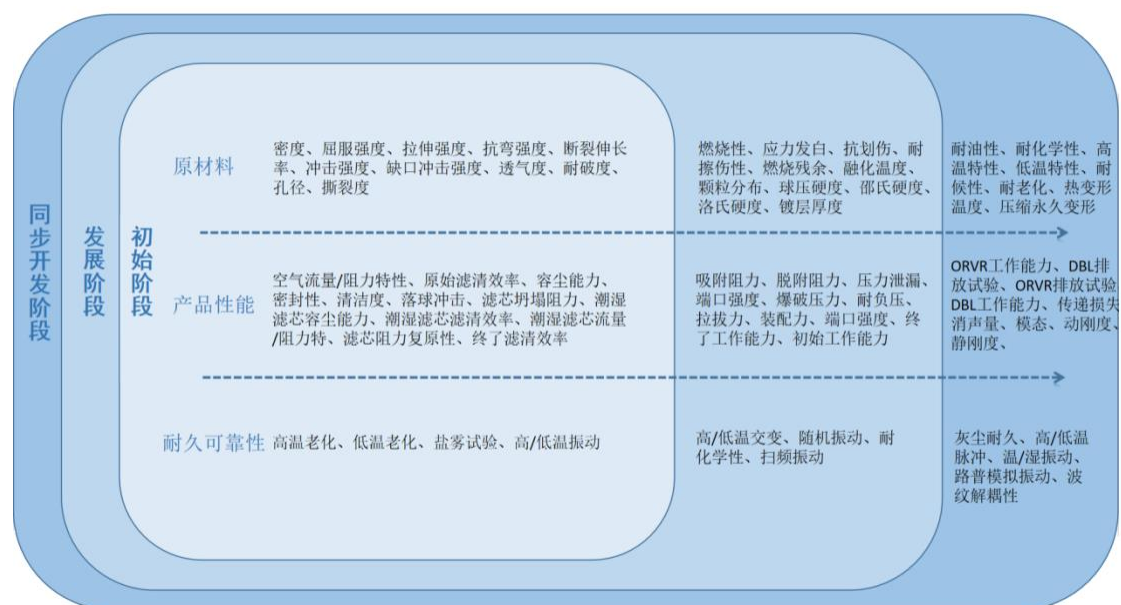 同步开发阶段
发展阶段
初始阶段
原材料
密度、屈服强度、拉伸强度、抗弯强度、断裂伸长
率、冲击强度、缺口冲击强度、透气度、耐破度、
孔径、撕裂度
燃烧性、应力发白、抗划伤、耐
擦伤性、燃烧残余、融化温度、
颗粒分布、球压硬度、邵氏硬度、
洛氏硬度、镀层厚度
耐油性、耐化学性、高
温特性、低温特性、耐
候性、耐老化、热变形
温度、压缩永久变形
产品性能
空气流量/阻力特性、原始滤清效率、容尘能力、
密封性、清洁度、落球冲击、滤芯坍塌阻力、潮湿
滤芯容尘能力、潮湿滤芯滤清效率、潮湿滤芯流量
/阻力特、滤芯阻力复原性、终了滤清效率
吸附阻力、脱附阻力、压力泄漏、
端口强度、爆破压力、耐负压、
拉拔力、装配力、端口强度、终
了工作能力、初始工作能力
ORVR工作能力、DBL排
放试验、ORVR排放试验
DBL工作能力、传递损失
消声量、模态、动刚度、
静刚度、
耐久可靠性
高温老化、低温老化、盐雾试验、高/低温振动
高/低温交变、随机振动、耐
化学性、扫频振动
灰尘耐久、高/低温
脉冲、温/湿振动、
路普模拟振动、波
纹解耦性